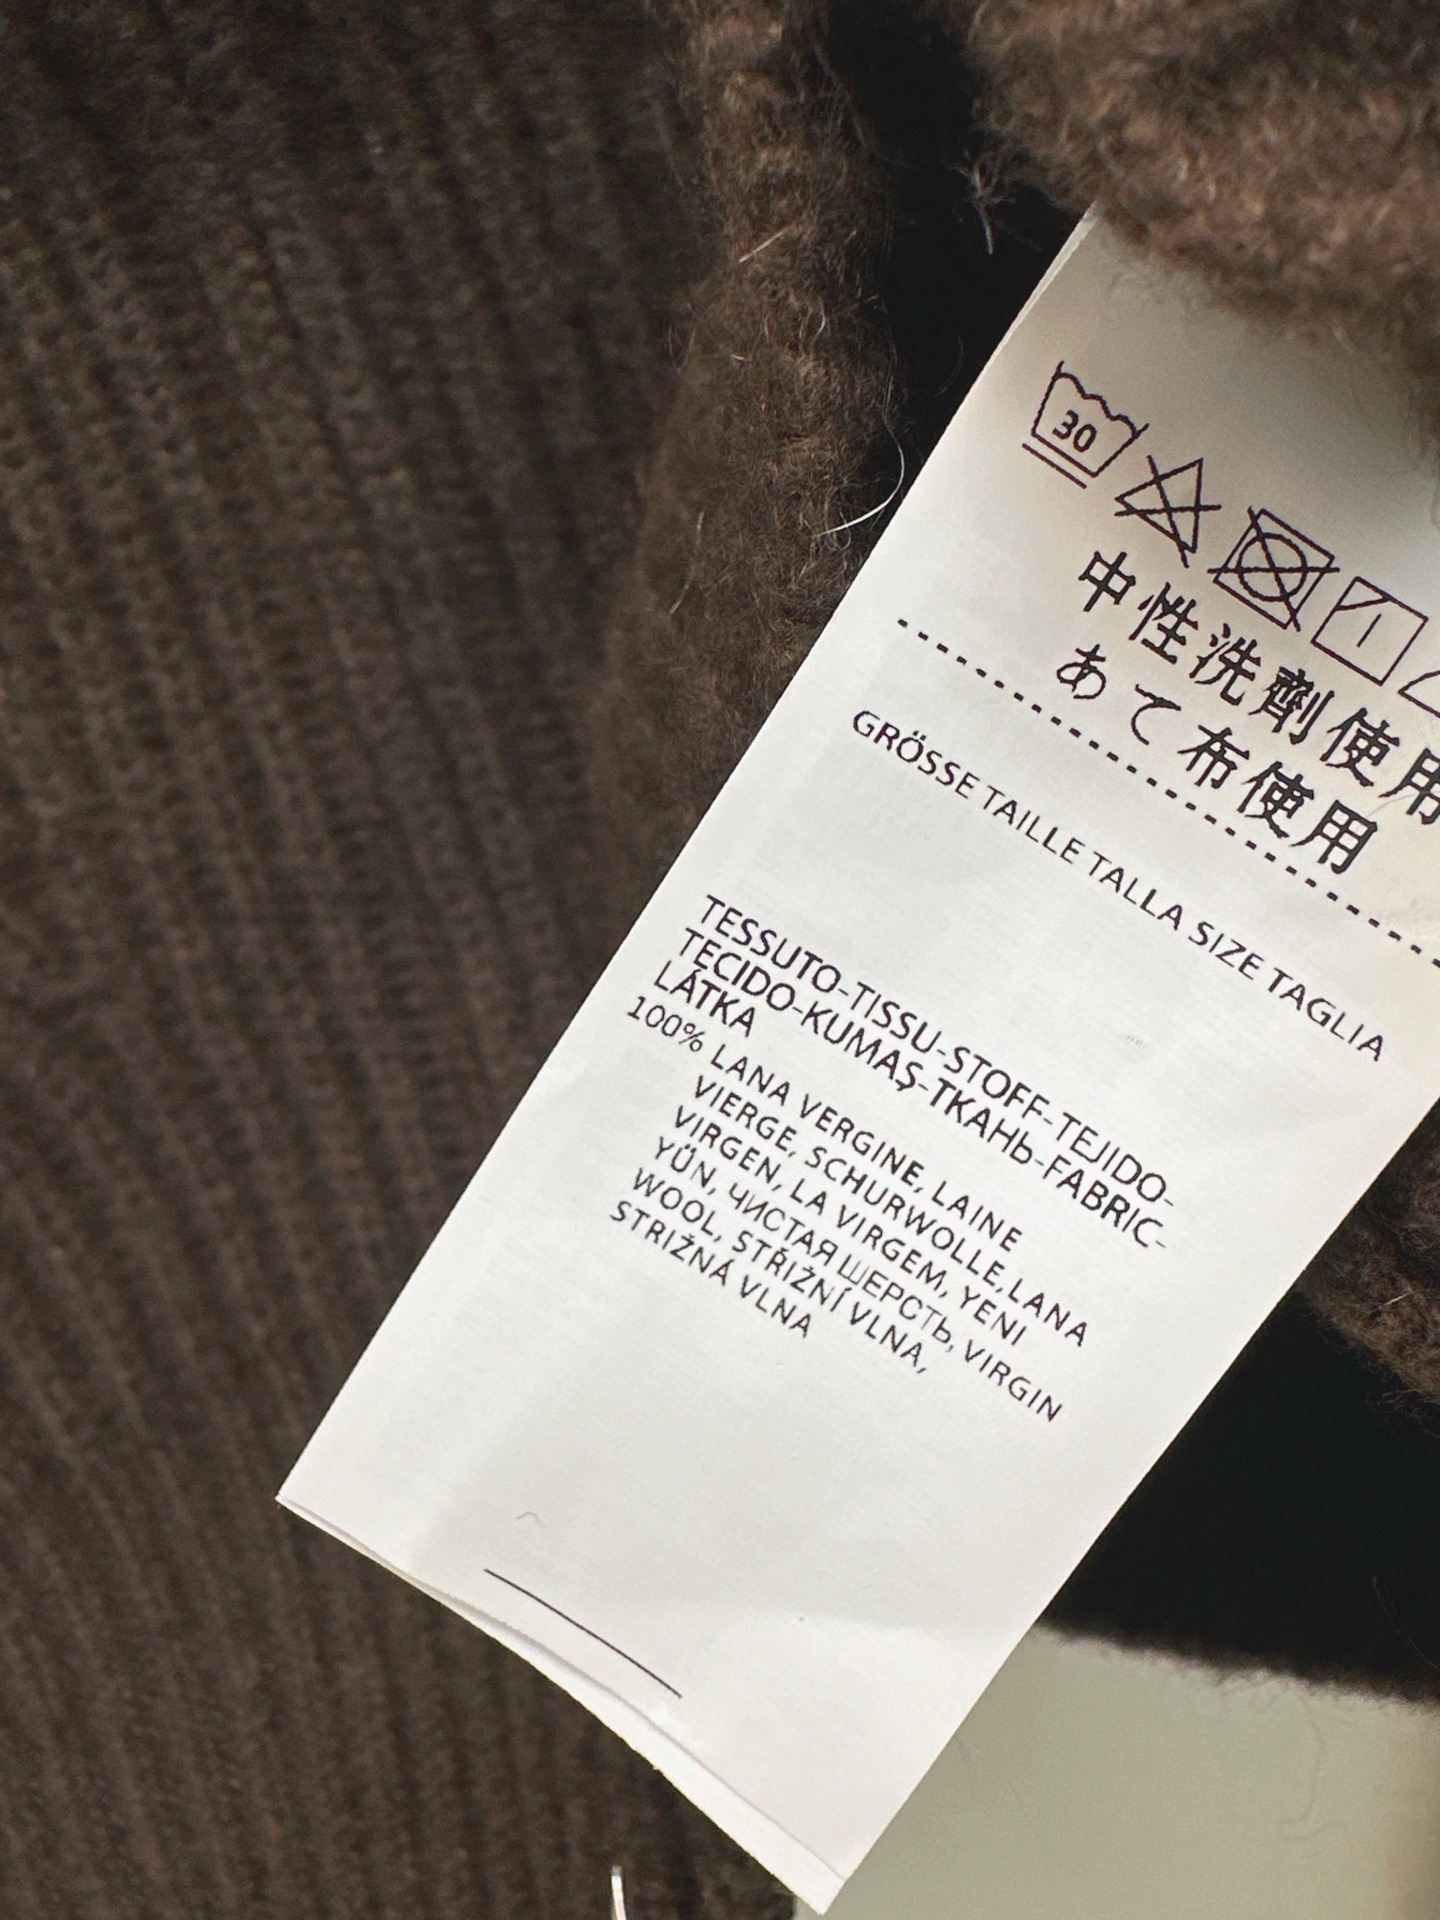 30
中性洗剤使用
あて布使用
GRÖSSE TAILLE TALLA SIZE TAGLIA
TESSUTO-TISSU-STOFF-TEJIDO-
TECIDO-KUMAŞ-ТКАНЬ-FABRIC-
LÁTKA
100% LANA VERGINE, LAINE
VIERGE, SCHURWOLLE,LANA
VIRGEN, LA VIRGEM, YENI
YÜN, ЧИСТАЯ ШЕРСТЬ, VIRGIN
WOOL, STŘIŽNÍ VLNA,
STRIŽNÁ VLNA